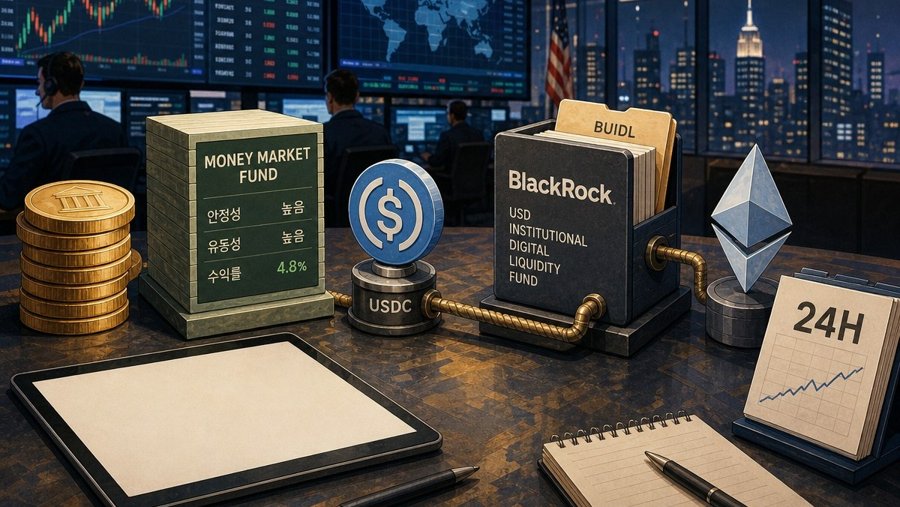 MONEY MARKET
FUND
안정성 높음
유동성 높음
수익률 4.8%
USDC
BUIDL
BlackRock.
USD
INSTITUTIONAL
DIGITAL
LIQUIDITY
FUND
24H